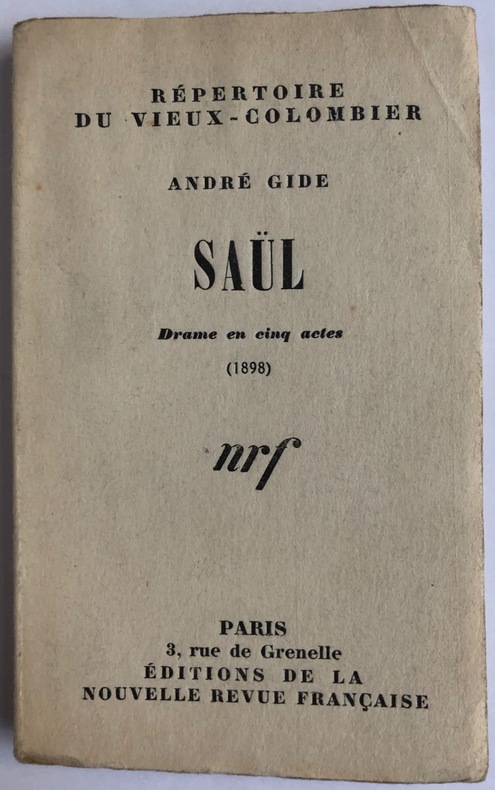 RÉPERTOIRE
DU VIEUX-COLOMBIER
ANDRÉ GIDE
SAÜL
Drame en cinq actes
(1898)
nrf
PARIS
3, rue de Grenelle
ÉDITIONS DE LA
NOUVELLE REVUE FRANÇAISE